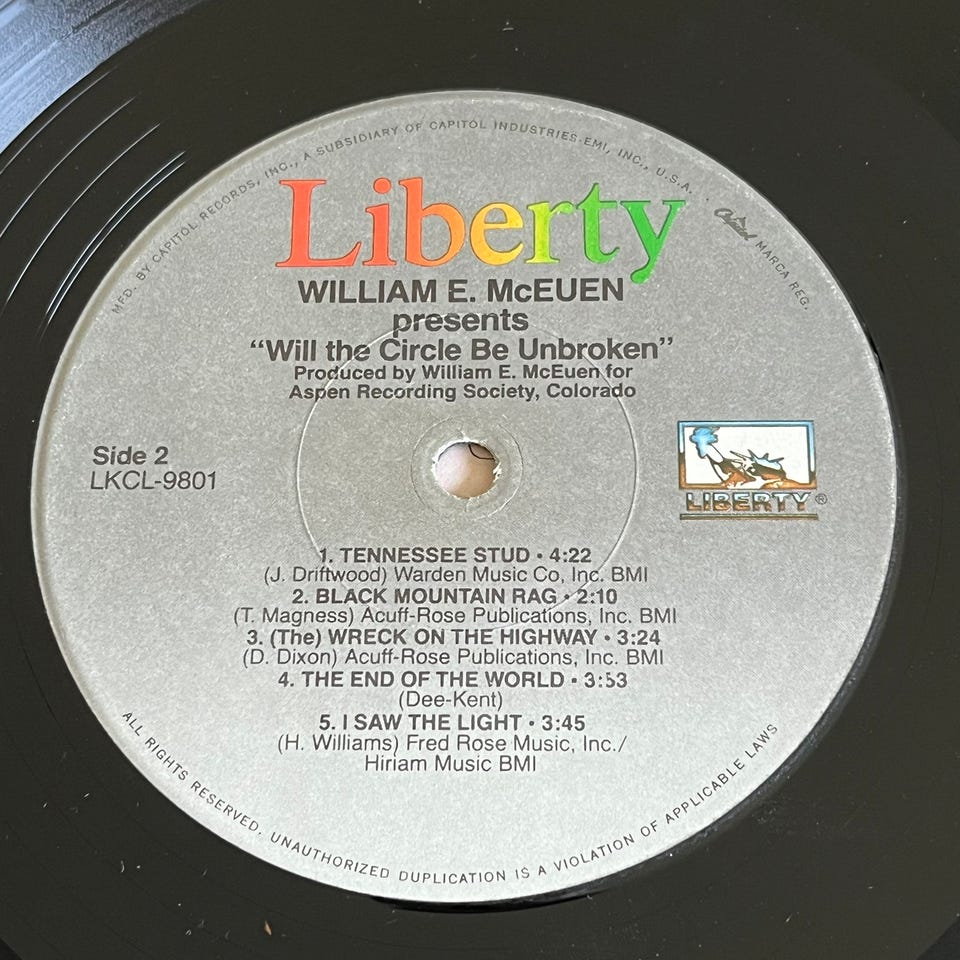 MFD. BY CAPITOL RECORDS, INC., A SUBSIDIARY OF CAPITOL INDUSTRIES-EMI, INC., U.S.A. Capitol MARCA REG.
Liberty
WILLIAM E. McEUEN
presents
“Will the Circle Be Unbroken”
Produced by William E. McEuen for
Aspen Recording Society, Colorado
Side 2
LKCL-9801
LIBERTY®
1. TENNESSEE STUD • 4:22
(J. Driftwood) Warden Music Co, Inc. BMI
2. BLACK MOUNTAIN RAG • 2:10
(T. Magness) Acuff-Rose Publications, Inc. BMI
3. (The) WRECK ON THE HIGHWAY • 3:24
(D. Dixon) Acuff-Rose Publications, Inc. BMI
4. THE END OF THE WORLD • 3:53
(Dee-Kent)
5. I SAW THE LIGHT • 3:45
(H. Williams) Fred Rose Music, Inc./
Hiriam Music BMI
ALL RIGHTS RESERVED. UNAUTHORIZED DUPLICATION IS A VIOLATION OF APPLICABLE LAWS